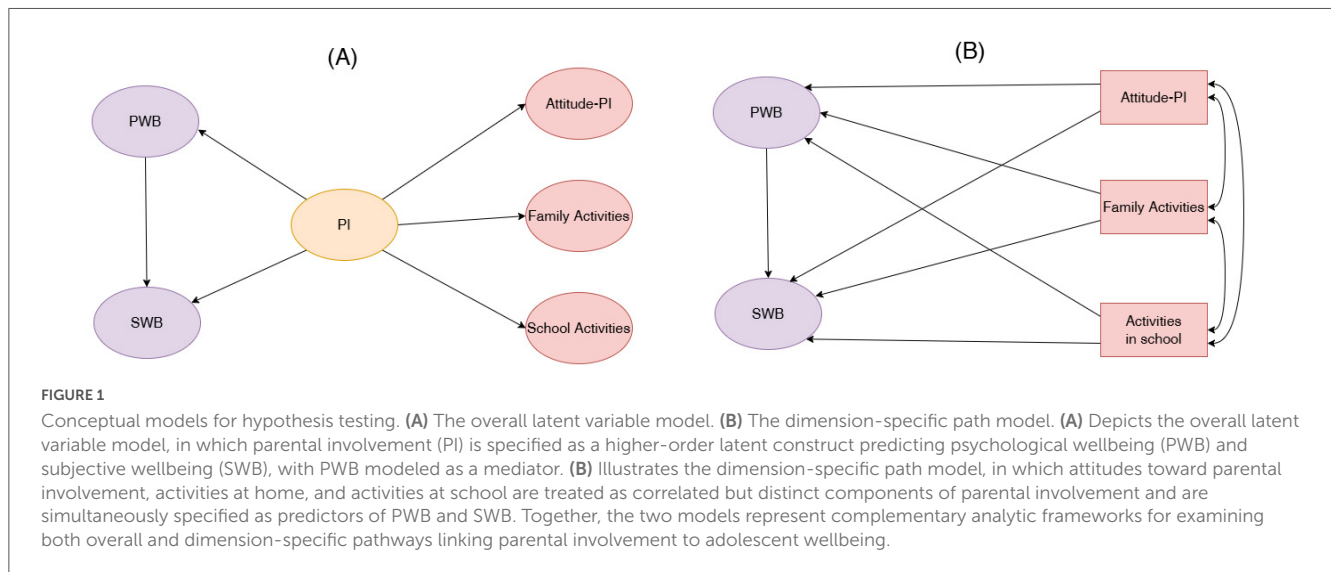 (A)
PWB
SWB
PI
Attitude-PI
Family Activities
School Activities
(B)
PWB
SWB
Attitude-PI
Family Activities
Activities
in school
FIGURE 1
Conceptual models for hypothesis testing. (A) The overall latent variable model. (B) The dimension-specific path model. (A) Depicts the overall latent
variable model, in which parental involvement (PI) is specified as a higher-order latent construct predicting psychological wellbeing (PWB) and
subjective wellbeing (SWB), with PWB modeled as a mediator. (B) Illustrates the dimension-specific path model, in which attitudes toward parental
involvement, activities at home, and activities at school are treated as correlated but distinct components of parental involvement and are
simultaneously specified as predictors of PWB and SWB. Together, the two models represent complementary analytic frameworks for examining
both overall and dimension-specific pathways linking parental involvement to adolescent wellbeing.